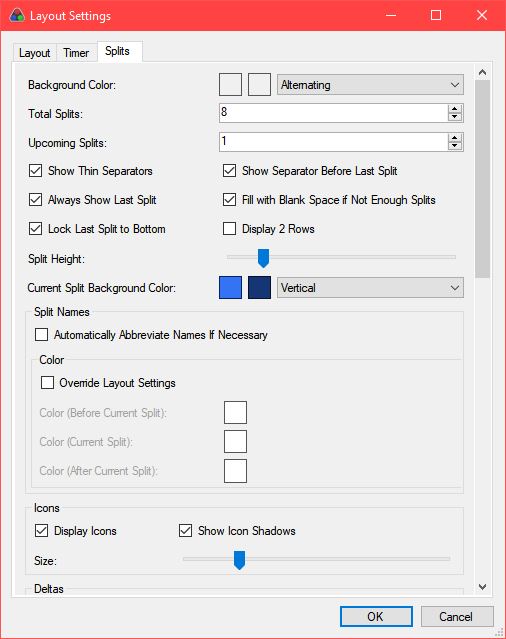 Layout Settings
Layout Timer Splits
Background Color: Alternating
Total Splits: 8
Upcoming Splits: 1
Show Thin Separators Show Separator Before Last Split
Always Show Last Split Fill with Blank Space if Not Enough Splits
Lock Last Split to Bottom Display 2 Rows
Split Height:
Current Split Background Color: Vertical
Split Names
Automatically Abbreviate Names If Necessary
Color
Override Layout Settings
Color (Before Current Split):
Color (Current Split):
Color (After Current Split):
Icons
Display Icons Show Icon Shadows
Size:
Deltas
OK Cancel